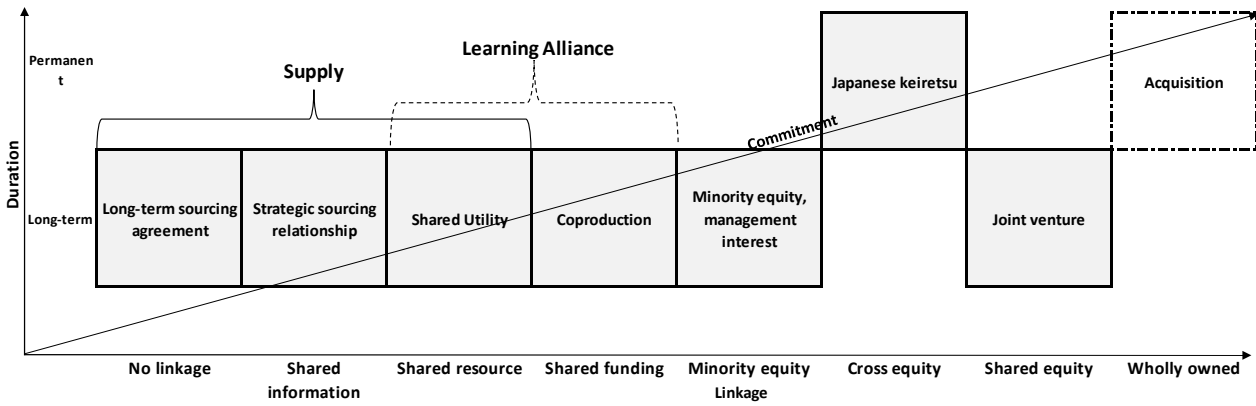 Learning Alliance
Supply
Permanen
t
Japanese keiretsu
Acquisition
Commitment
Duration
Long-term
Long-term sourcing
agreement
Strategic sourcing
relationship
Shared Utility
Coproduction
Minority equity,
management
interest
Joint venture
No linkage
Shared
information
Shared resource
Shared funding
Minority equity
Cross equity
Shared equity
Wholly owned
Linkage